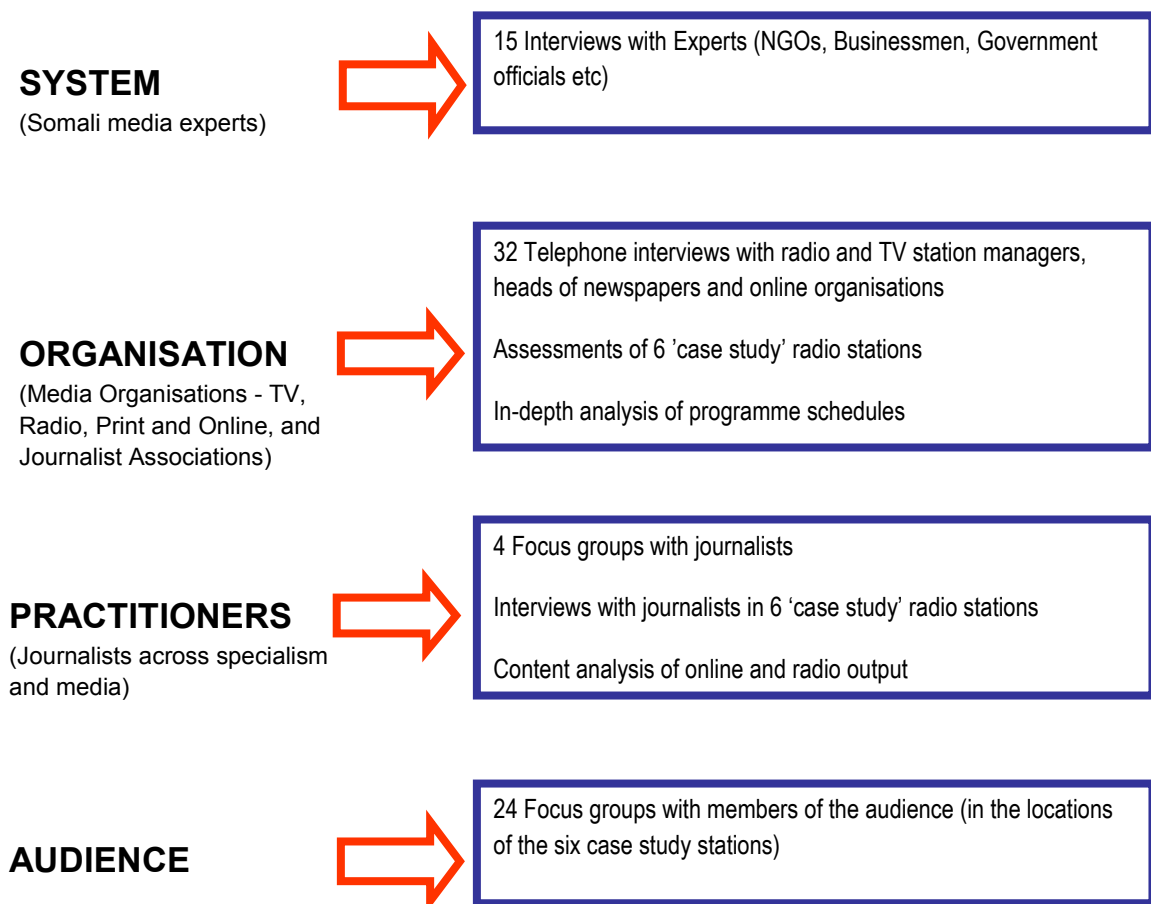 SYSTEM
(Somali media experts)
15 Interviews with Experts (NGOs, Businessmen, Government
officials etc)
ORGANISATION
(Media Organisations - TV,
Radio, Print and Online, and
Journalist Associations)
32 Telephone interviews with radio and TV station managers,
heads of newspapers and online organisations
Assessments of 6 'case study' radio stations
In-depth analysis of programme schedules
PRACTITIONERS
(Journalists across specialism
and media)
4 Focus groups with journalists
Interviews with journalists in 6 ‘case study’ radio stations
Content analysis of online and radio output
AUDIENCE
24 Focus groups with members of the audience (in the locations
of the six case study stations)